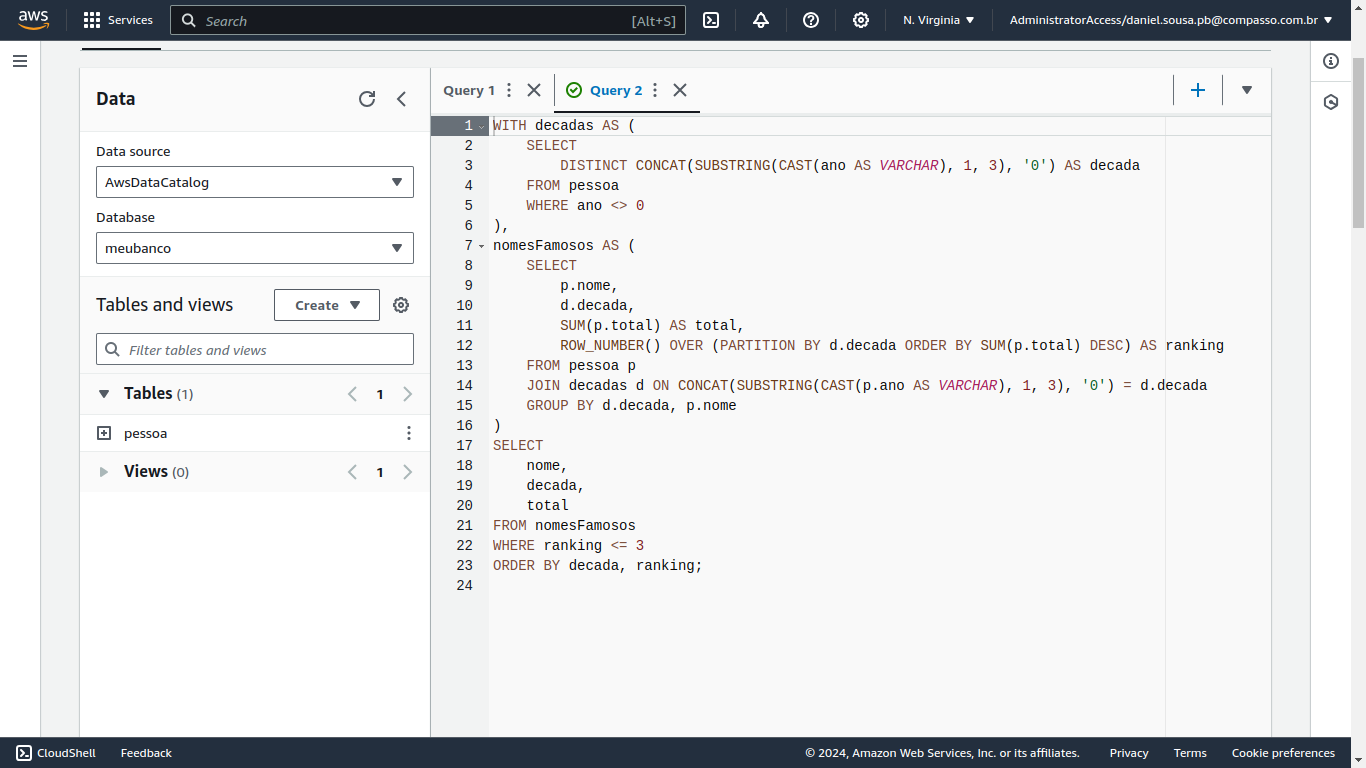 aws
Services
Search
[Alt+S]
N. Virginia
AdministratorAccess/daniel.sousa.pb@compasso.com.br
Data
Data source
AwsDataCatalog
Database
meubanco
Tables and views
Create
Filter tables and views
Tables (1)
1
pessoa
Views (0)
1
Query 1
Query 2
1 WITH decadas AS (
2     SELECT
3         DISTINCT CONCAT(SUBSTRING(CAST(ano AS VARCHAR), 1, 3), '0') AS decada
4     FROM pessoa
5     WHERE ano <> 0
6 ),
7 nomesFamosos AS (
8     SELECT
9         p.nome,
10         d.decada,
11         SUM(p.total) AS total,
12         ROW_NUMBER() OVER (PARTITION BY d.decada ORDER BY SUM(p.total) DESC) AS ranking
13     FROM pessoa p
14     JOIN decadas d ON CONCAT(SUBSTRING(CAST(p.ano AS VARCHAR), 1, 3), '0') = d.decada
15     GROUP BY d.decada, p.nome
16 )
17 SELECT
18     nome,
19     decada,
20     total
21 FROM nomesFamosos
22 WHERE ranking <= 3
23 ORDER BY decada, ranking;
24
CloudShell
Feedback
© 2024, Amazon Web Services, Inc. or its affiliates.
Privacy
Terms
Cookie preferences